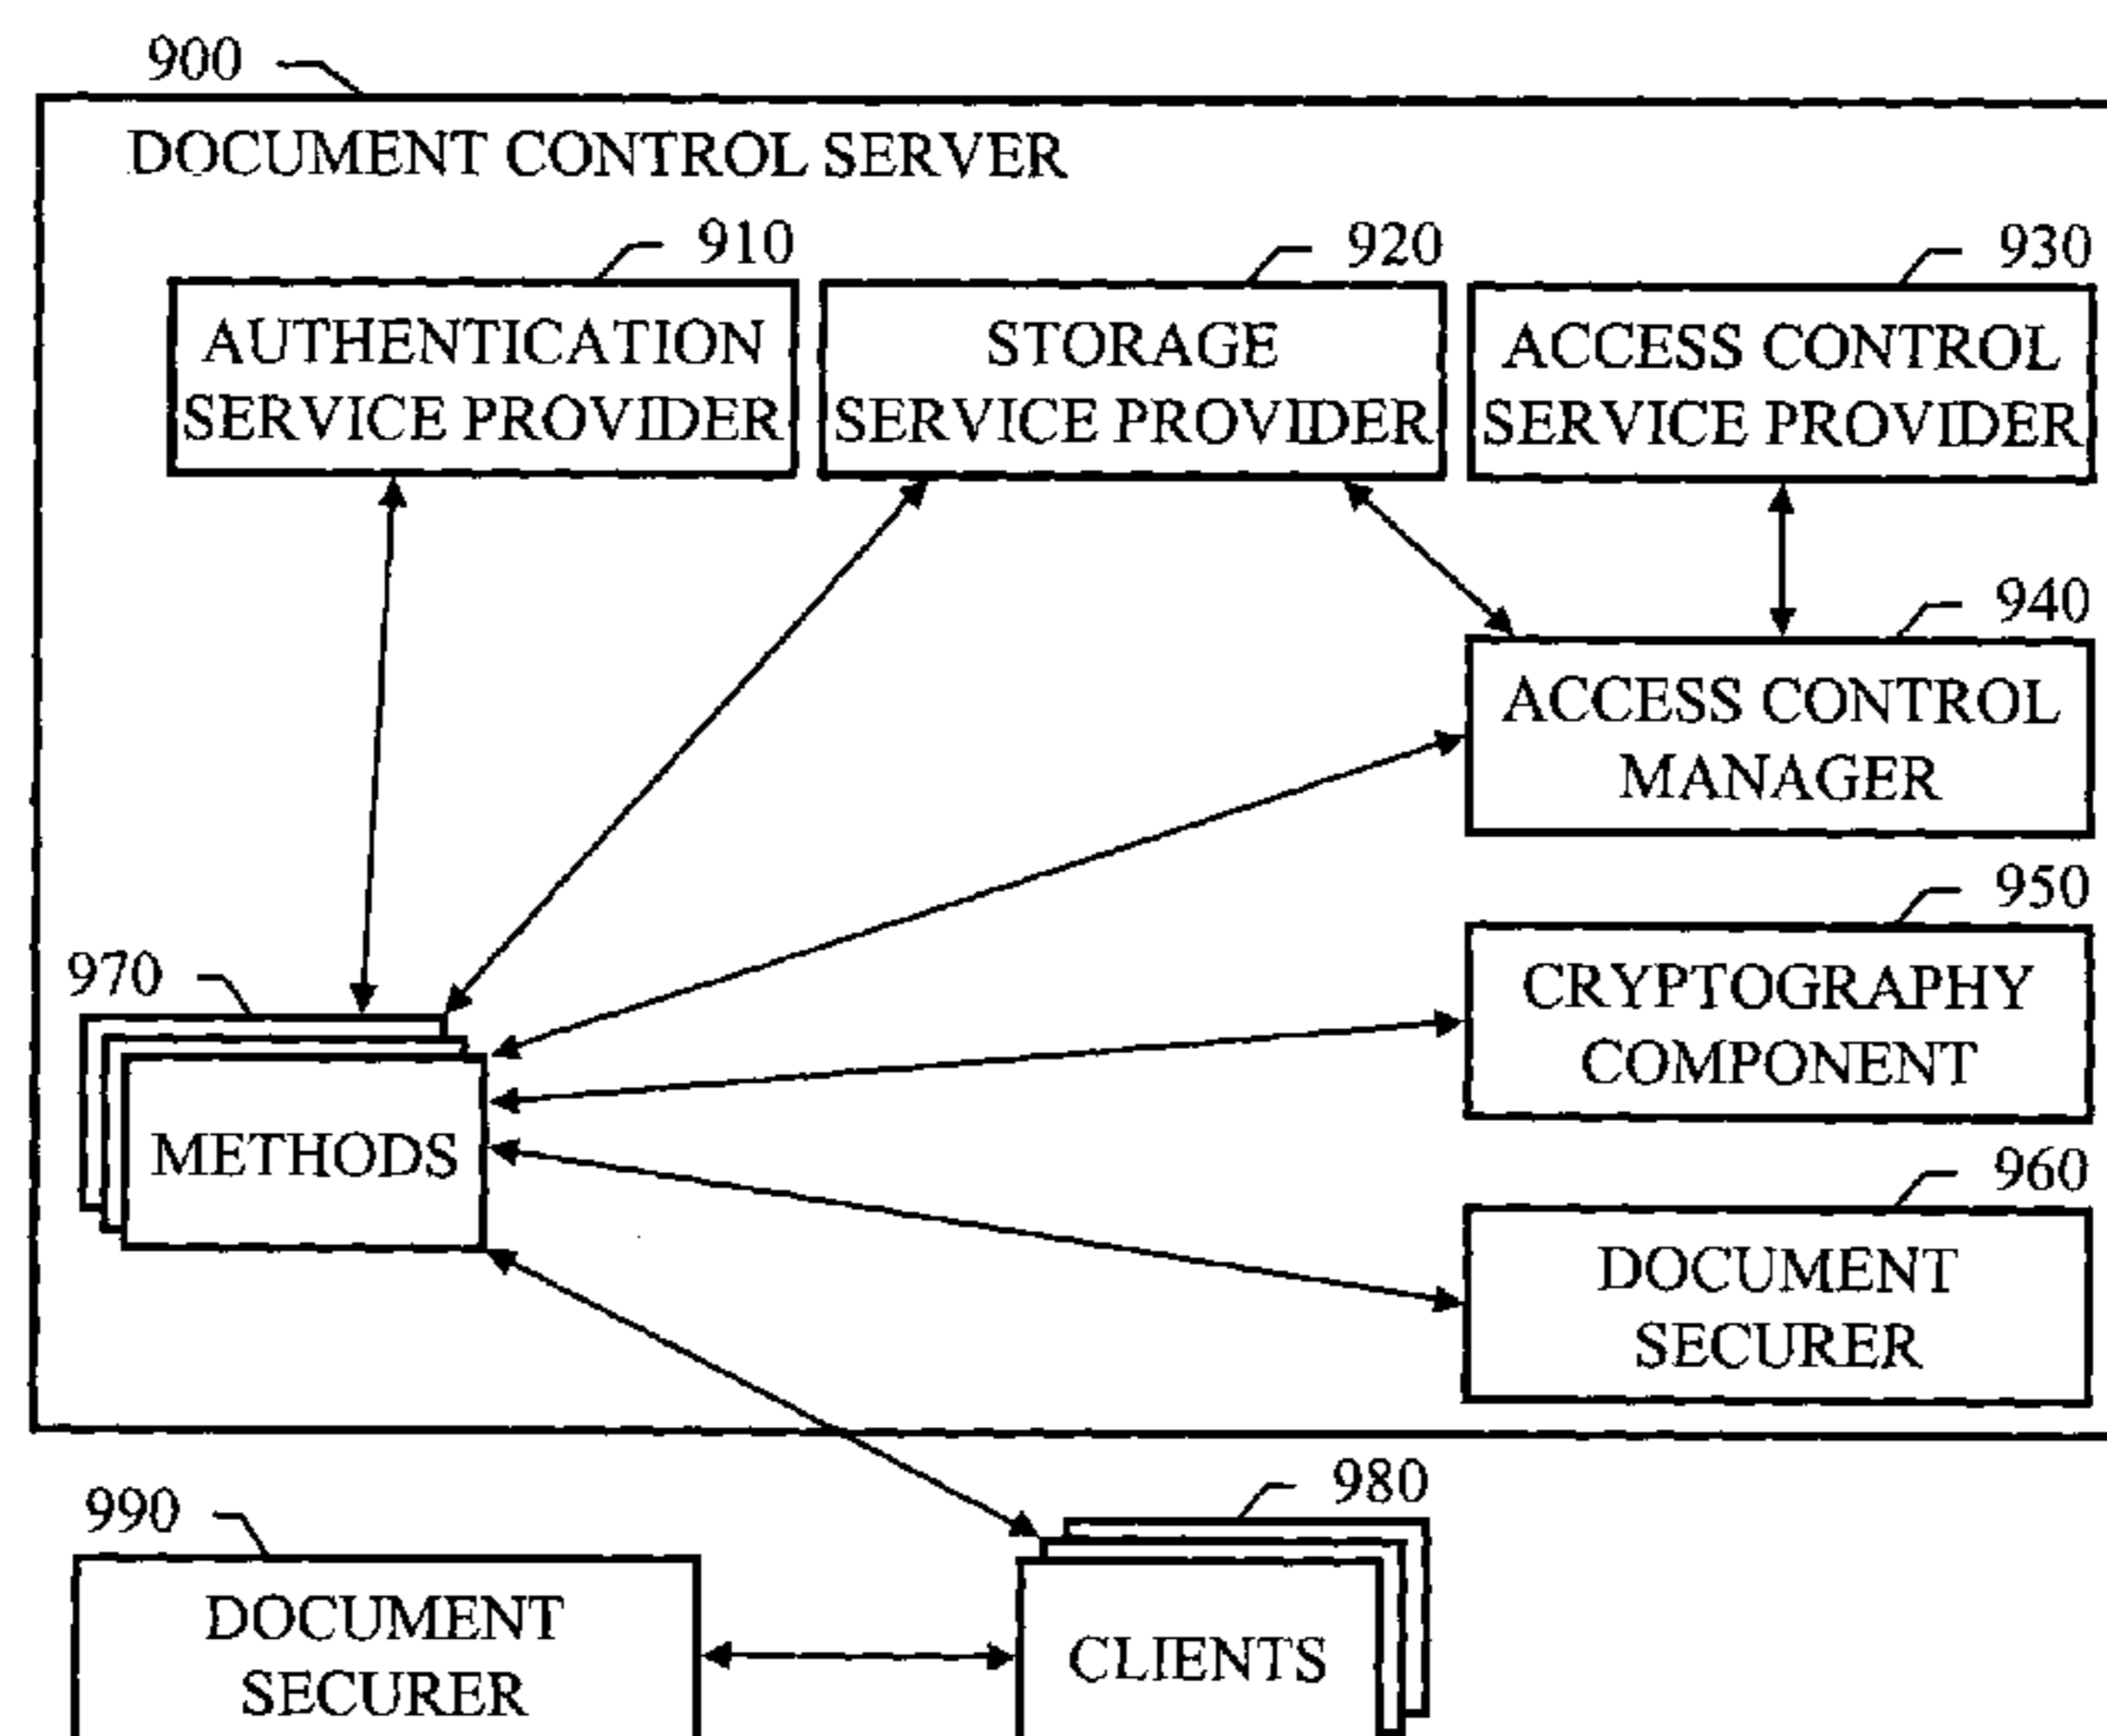 900
DOCUMENT CONTROL SERVER
910
920
930
AUTHENTICATION
SERVICE PROVIDER
STORAGE
SERVICE PROVIDER
ACCESS CONTROL
SERVICE PROVIDER
940
ACCESS CONTROL
MANAGER
950
CRYPTOGRAPHY
COMPONENT
970
METHODS
960
DOCUMENT
SECURER
980
990
DOCUMENT
SECURER
CLIENTS